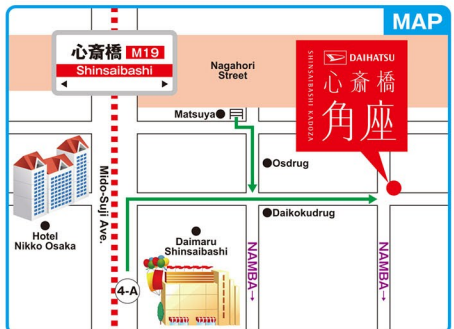 MAP
心斎橋 M19
Shinsaibashi
Nagahori
Street
DAIHATSU
SHINSAIBASHI KADOZA
心斎橋
角座
Matsuya
Osdrug
Mido-Suji Ave.
Hotel
Nikko Osaka
Daikokudrug
Daimaru
Shinsaibashi
NAMBA→
NAMBA→
4-A